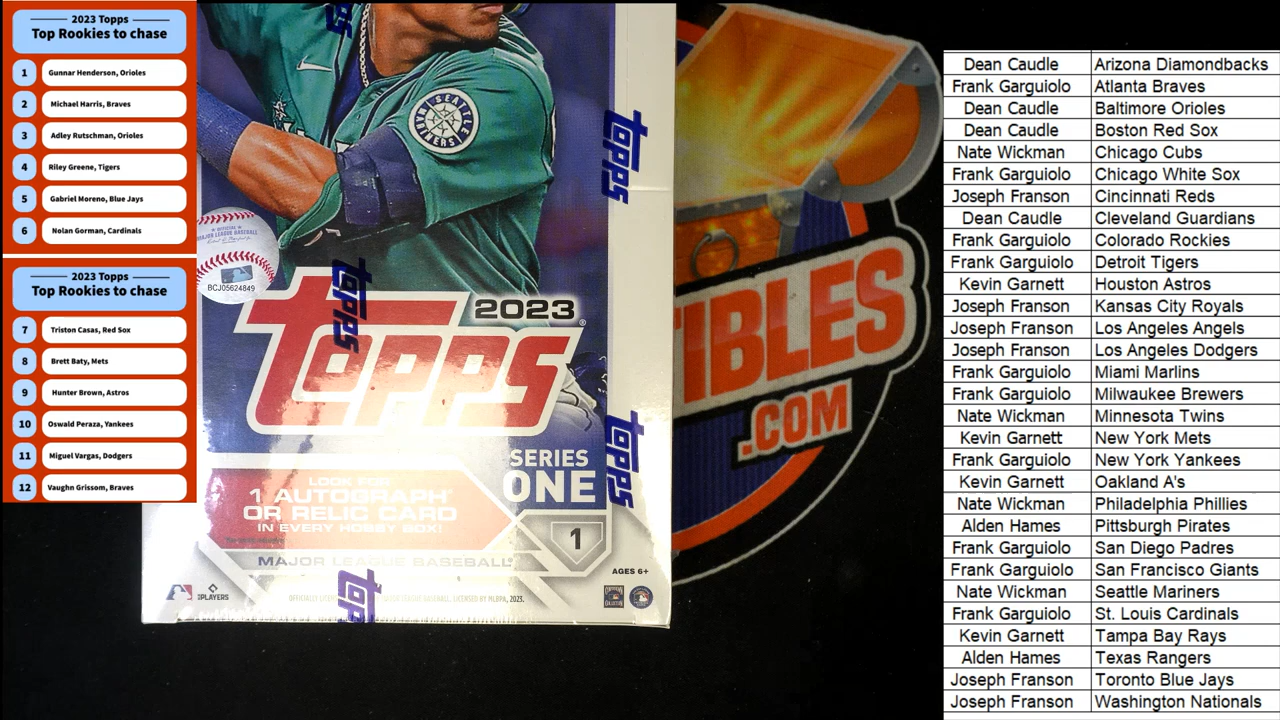 2023 Topps
Top Rookies to chase
1 Gunnar Henderson, Orioles
2 Michael Harris, Braves
3 Adley Rutschman, Orioles
4 Riley Greene, Tigers
5 Gabriel Moreno, Blue Jays
6 Nolan Gorman, Cardinals
2023 Topps
Top Rookies to chase
7 Triston Casas, Red Sox
8 Brett Baty, Mets
9 Hunter Brown, Astros
10 Oswald Peraza, Yankees
11 Miguel Vargas, Dodgers
12 Vaughn Grissom, Braves
topps
topps
topps
topps
topps
SEATTLE
MARINERS
OFFICIAL
MAJOR LEAGUE BASEBALL
BCJ05624849
2023
topps
SERIES
ONE
LOOK FOR
1 AUTOGRAPH
OR RELIC CARD
IN EVERY HOBBY BOX!
1
MAJOR LEAGUE BASEBALL
AGES 6+
PLAYERS
IBLES
.COM
Dean Caudle Arizona Diamondbacks
Frank Garguiolo Atlanta Braves
Dean Caudle Baltimore Orioles
Dean Caudle Boston Red Sox
Nate Wickman Chicago Cubs
Frank Garguiolo Chicago White Sox
Joseph Franson Cincinnati Reds
Dean Caudle Cleveland Guardians
Frank Garguiolo Colorado Rockies
Frank Garguiolo Detroit Tigers
Kevin Garnett Houston Astros
Joseph Franson Kansas City Royals
Joseph Franson Los Angeles Angels
Joseph Franson Los Angeles Dodgers
Frank Garguiolo Miami Marlins
Frank Garguiolo Milwaukee Brewers
Nate Wickman Minnesota Twins
Kevin Garnett New York Mets
Frank Garguiolo New York Yankees
Kevin Garnett Oakland A's
Nate Wickman Philadelphia Phillies
Alden Hames Pittsburgh Pirates
Frank Garguiolo San Diego Padres
Frank Garguiolo San Francisco Giants
Nate Wickman Seattle Mariners
Frank Garguiolo St. Louis Cardinals
Kevin Garnett Tampa Bay Rays
Alden Hames Texas Rangers
Joseph Franson Toronto Blue Jays
Joseph Franson Washington Nationals